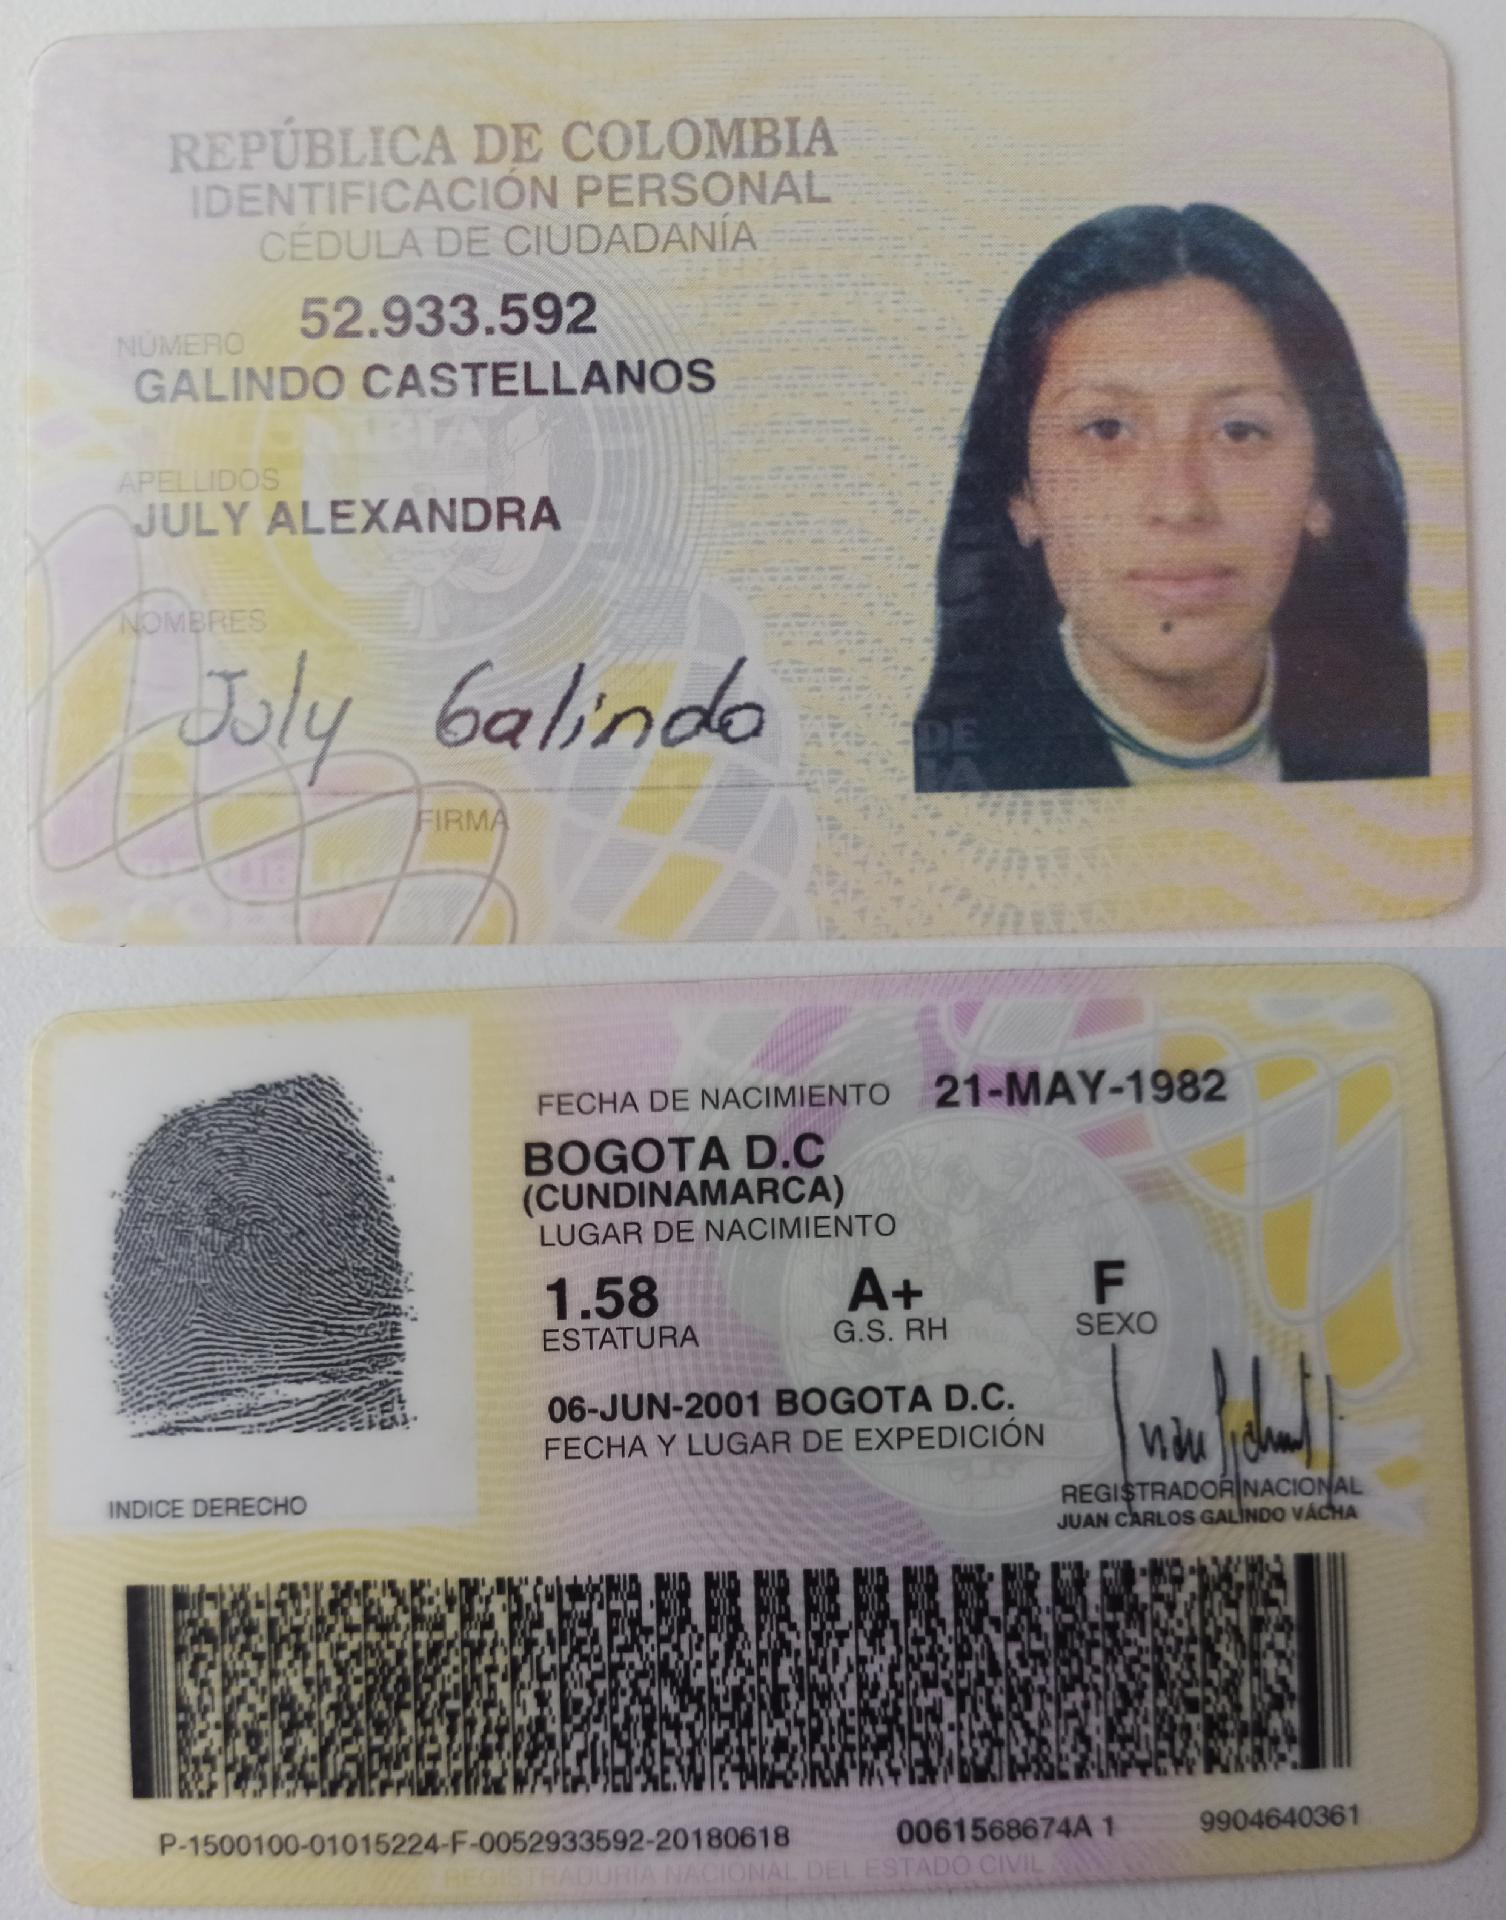 REPÚBLICA DE COLOMBIA
IDENTIFICACIÓN PERSONAL
CÉDULA DE CIUDADANÍA
NÚMERO 52.933.592
GALINDO CASTELLANOS
APELLIDOS
JULY ALEXANDRA
NOMBRES
July Galindo
FIRMA
FECHA DE NACIMIENTO 21-MAY-1982
BOGOTA D.C
(CUNDINAMARCA)
LUGAR DE NACIMIENTO
1.58 A+ F
ESTATURA G.S. RH SEXO
06-JUN-2001 BOGOTA D.C.
FECHA Y LUGAR DE EXPEDICIÓN
REGISTRADOR NACIONAL
JUAN CARLOS GALINDO VÁCHA
INDICE DERECHO
P-1500100-01015224-F-0052933592-20180618 0061568674A 1 9904640361
REGISTRADURIA NACIONAL DEL ESTADO CIVIL